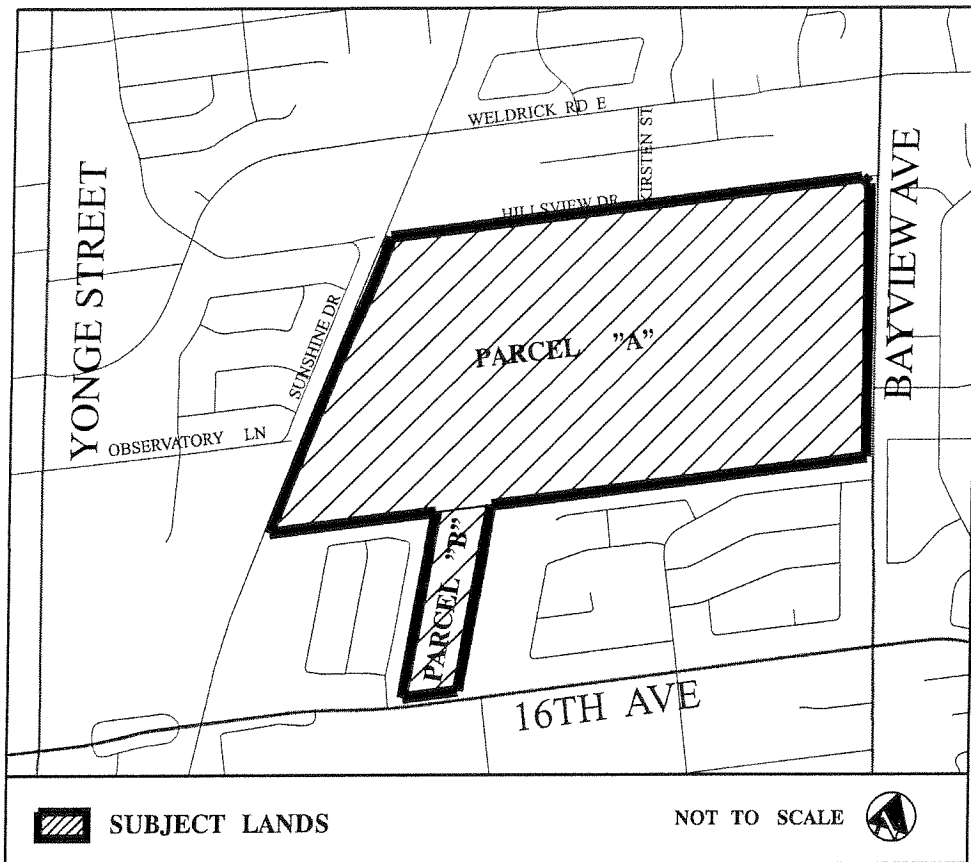 WELDRICK RD E
KIRSTEN ST
HILLSVIEW DR
YONGE STREET
BAYVIEW AVE
SUNSHINE DR
PARCEL "A"
OBSERVATORY LN
PARCEL "B"
16TH AVE
SUBJECT LANDS
NOT TO SCALE